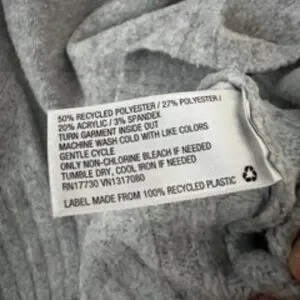 50% RECYCLED POLYESTER / 27% POLYESTER /
20% ACRYLIC / 3% SPANDEX
TURN GARMENT INSIDE OUT
MACHINE WASH COLD WITH LIKE COLORS
GENTLE CYCLE
ONLY NON-CHLORINE BLEACH IF NEEDED
TUMBLE DRY, COOL IRON IF NEEDED
RN17730 VN1317080
LABEL MADE FROM 100% RECYCLED PLASTIC